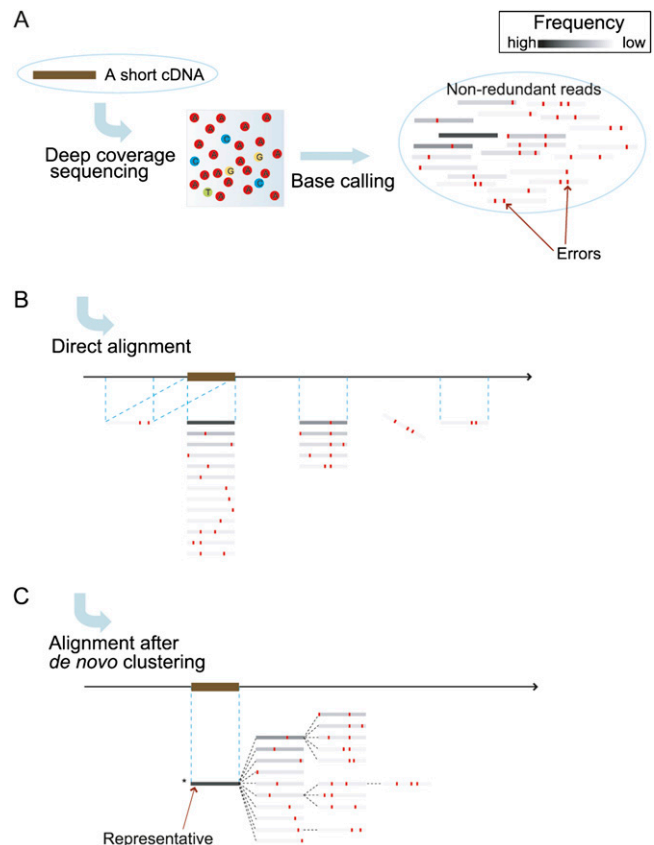 A
Frequency
high
low
A short cDNA
Non-redundant reads
Deep coverage
sequencing
C
G
G
C
T
Base calling
Errors
B
Direct alignment
C
Alignment after
de novo clustering
*
Representative